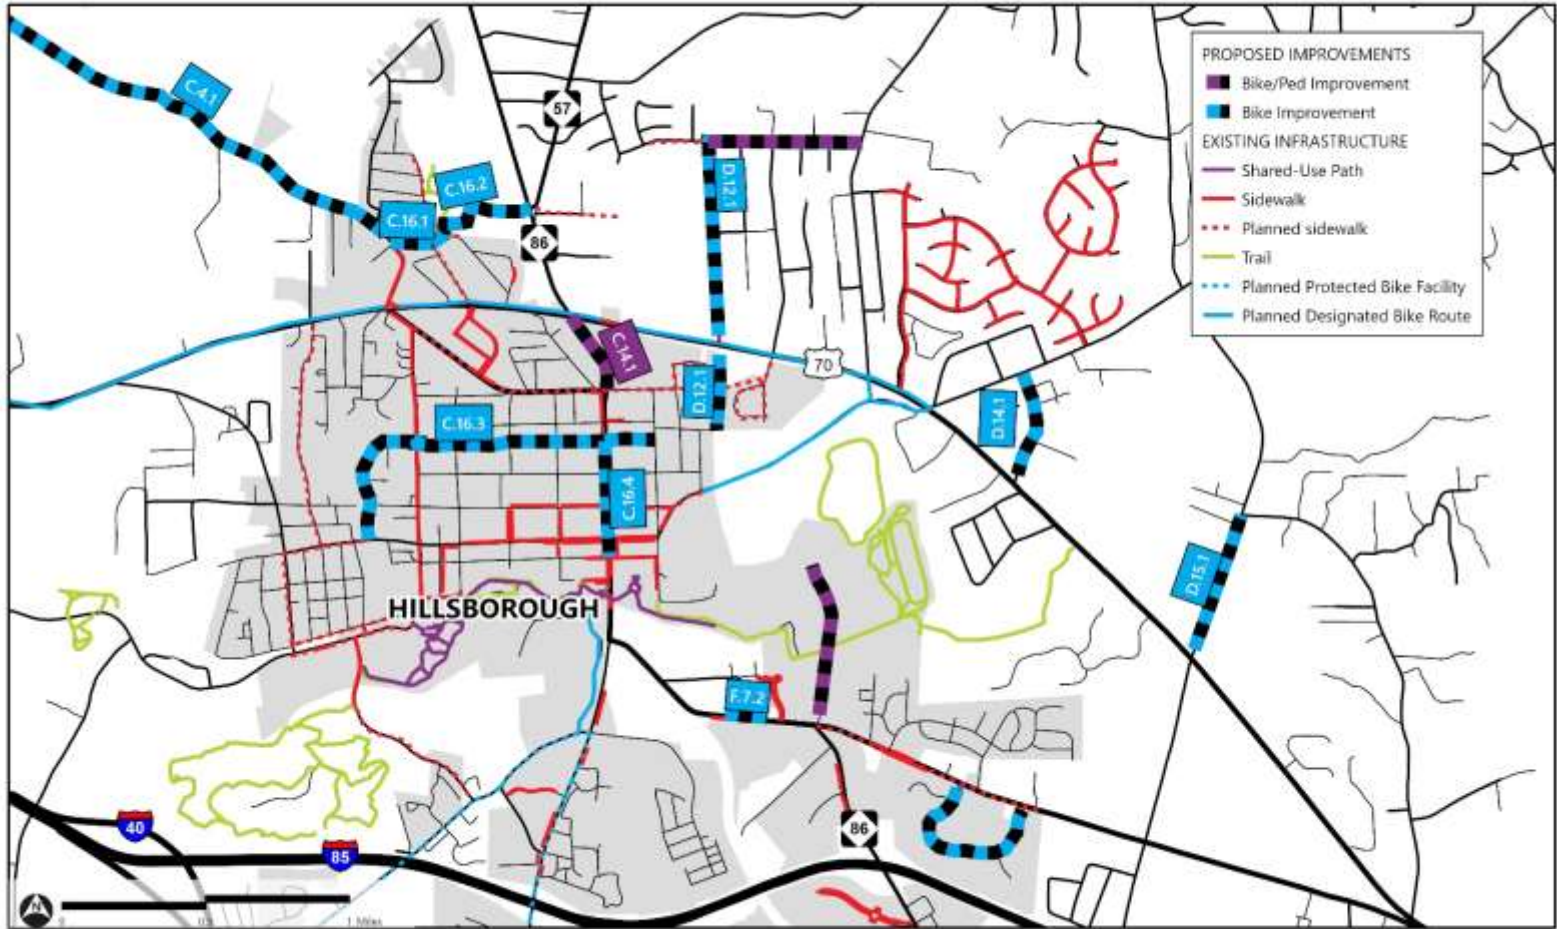 PROPOSED IMPROVEMENTS
Bike/Ped Improvement
Bike Improvement
EXISTING INFRASTRUCTURE
Shared-Use Path
Sidewalk
Planned sidewalk
Trail
Planned Protected Bike Facility
Planned Designated Bike Route
C.4.1
57
C.16.2
C.16.1
D.12.1
86
C.14.1
70
D.12.1
C.16.3
D.14.1
C.16.4
D.15.1
HILLSBOROUGH
F.7.2
40
86
85
N
0
1 Miles